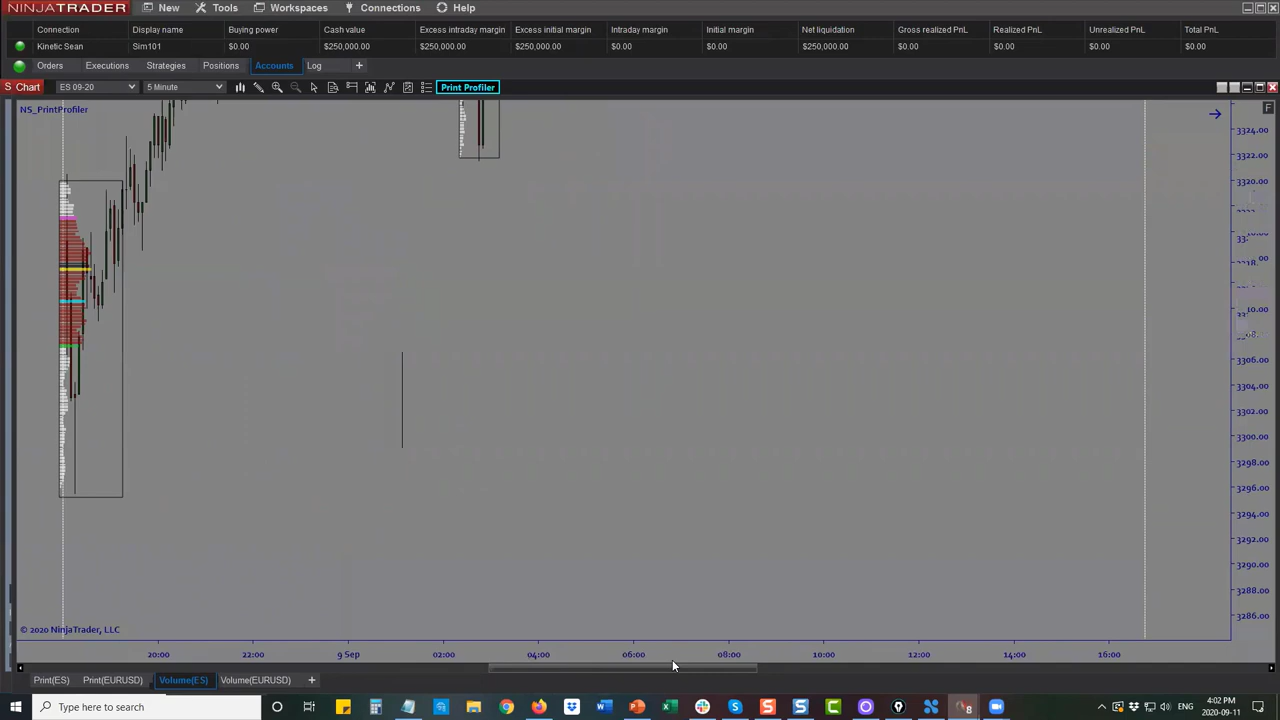 NINJATRADER New Tools Workspaces Connections Help
Connection Display name Buying power Cash value Excess intraday margin Excess initial margin Intraday margin Initial margin Net liquidation Gross realized PnL Realized PnL Unrealized PnL Total PnL
Kinetic Sean Sim101 $0.00 $250,000.00 $250,000.00 $250,000.00 $0.00 $0.00 $250,000.00 $0.00 $0.00 $0.00 $0.00
Orders Executions Strategies Positions Accounts Log +
S Chart ES 09-20 5 Minute Print Profiler
NS_PrintProfiler
F
3324.00
3322.00
3320.00
3306.00
3304.00
3302.00
3300.00
3298.00
3296.00
3294.00
3292.00
3290.00
3288.00
3286.00
© 2020 NinjaTrader, LLC
20:00 22:00 9 Sep 02:00 04:00 06:00 08:00 10:00 12:00 14:00 16:00
Print(ES) Print(EURUSD) Volume(ES) Volume(EURUSD) +
Type here to search
ENG
4:02 PM
2020-09-11